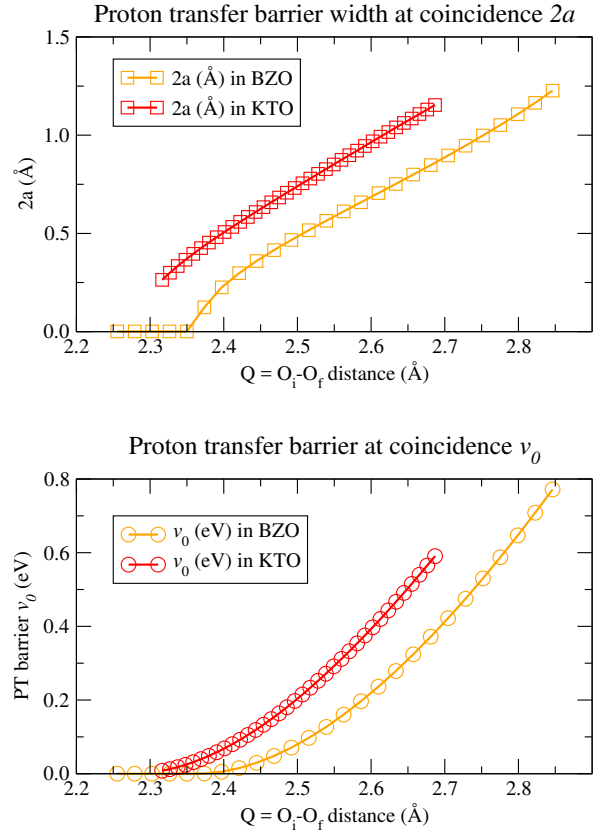 Proton transfer barrier width at coincidence 2a
1.5
1.0
0.5
0.0
2a (Å)
2a (Å) in BZO
2a (Å) in KTO
2.2 2.3 2.4 2.5 2.6 2.7 2.8
Q = Oi-Of distance (Å)
Proton transfer barrier at coincidence v0
0.8
0.6
0.4
0.2
0.0
PT barrier v0 (eV)
v0 (eV) in BZO
v0 (eV) in KTO
2.2 2.3 2.4 2.5 2.6 2.7 2.8
Q = Oi-Of distance (Å)